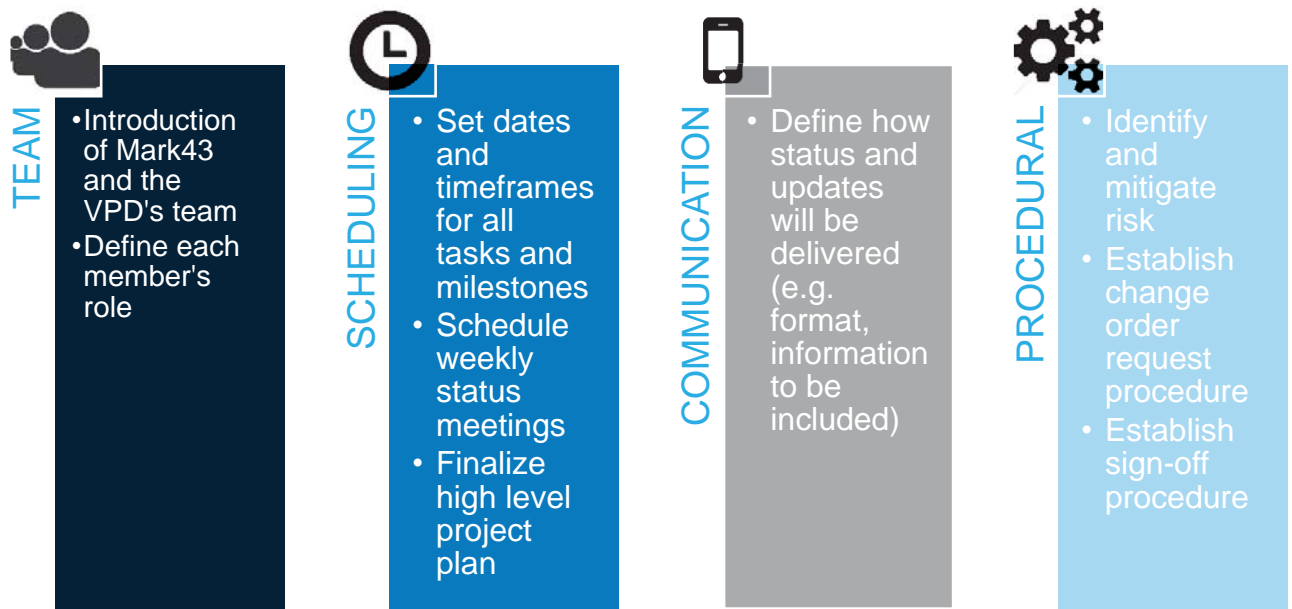 TEAM
•Introduction
of Mark43
and the
VPD's team
•Define each
member's
role
SCHEDULING
• Set dates
and
timeframes
for all
tasks and
milestones
• Schedule
weekly
status
meetings
• Finalize
high level
project
plan
COMMUNICATION
• Define how
status and
updates
will be
delivered
(e.g.
format,
information
to be
included)
PROCEDURAL
• Identify
and
mitigate
risk
• Establish
change
order
request
procedure
• Establish
sign-off
procedure